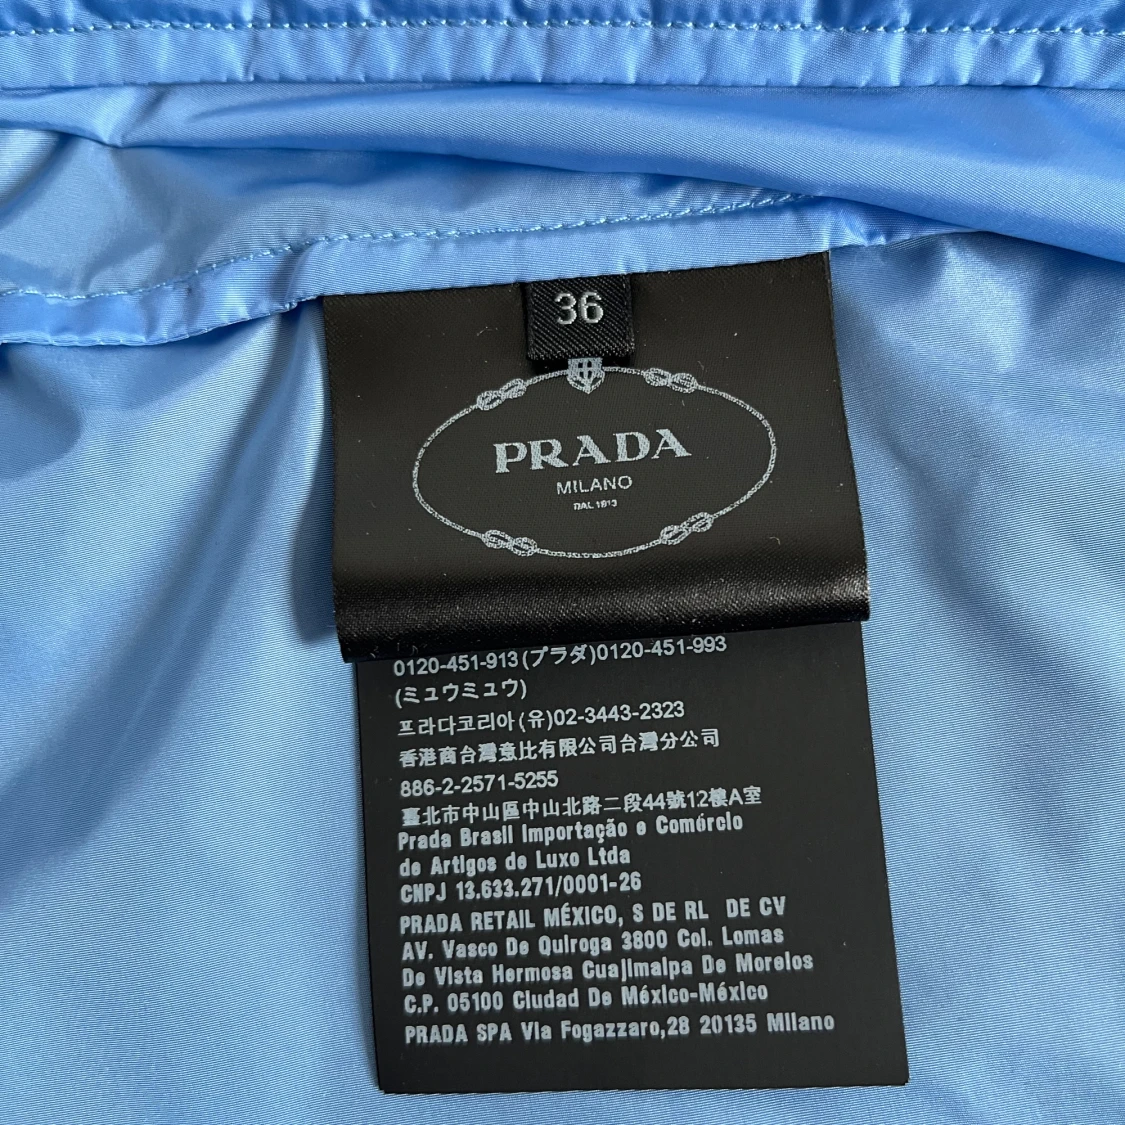 36
PRADA
MILANO
DAL 1913
0120-451-913(プラダ)0120-451-993
(ミュウミュウ)
프라다코리아(유)02-3443-2323
香港商台灣意比有限公司台灣分公司
886-2-2571-5255
臺北市中山區中山北路二段44號12樓A室
Prada Brasil Importação e Comércio
de Artigos de Luxo Ltda
CNPJ 13.633.271/0001-26
PRADA RETAIL MÉXICO, S DE RL DE CV
AV. Vasco De Quiroga 3800 Col. Lomas
De Vista Hermosa Cuajimalpa De Morelos
C.P. 05100 Ciudad De México-México
PRADA SPA Via Fogazzaro,28 20135 Milano